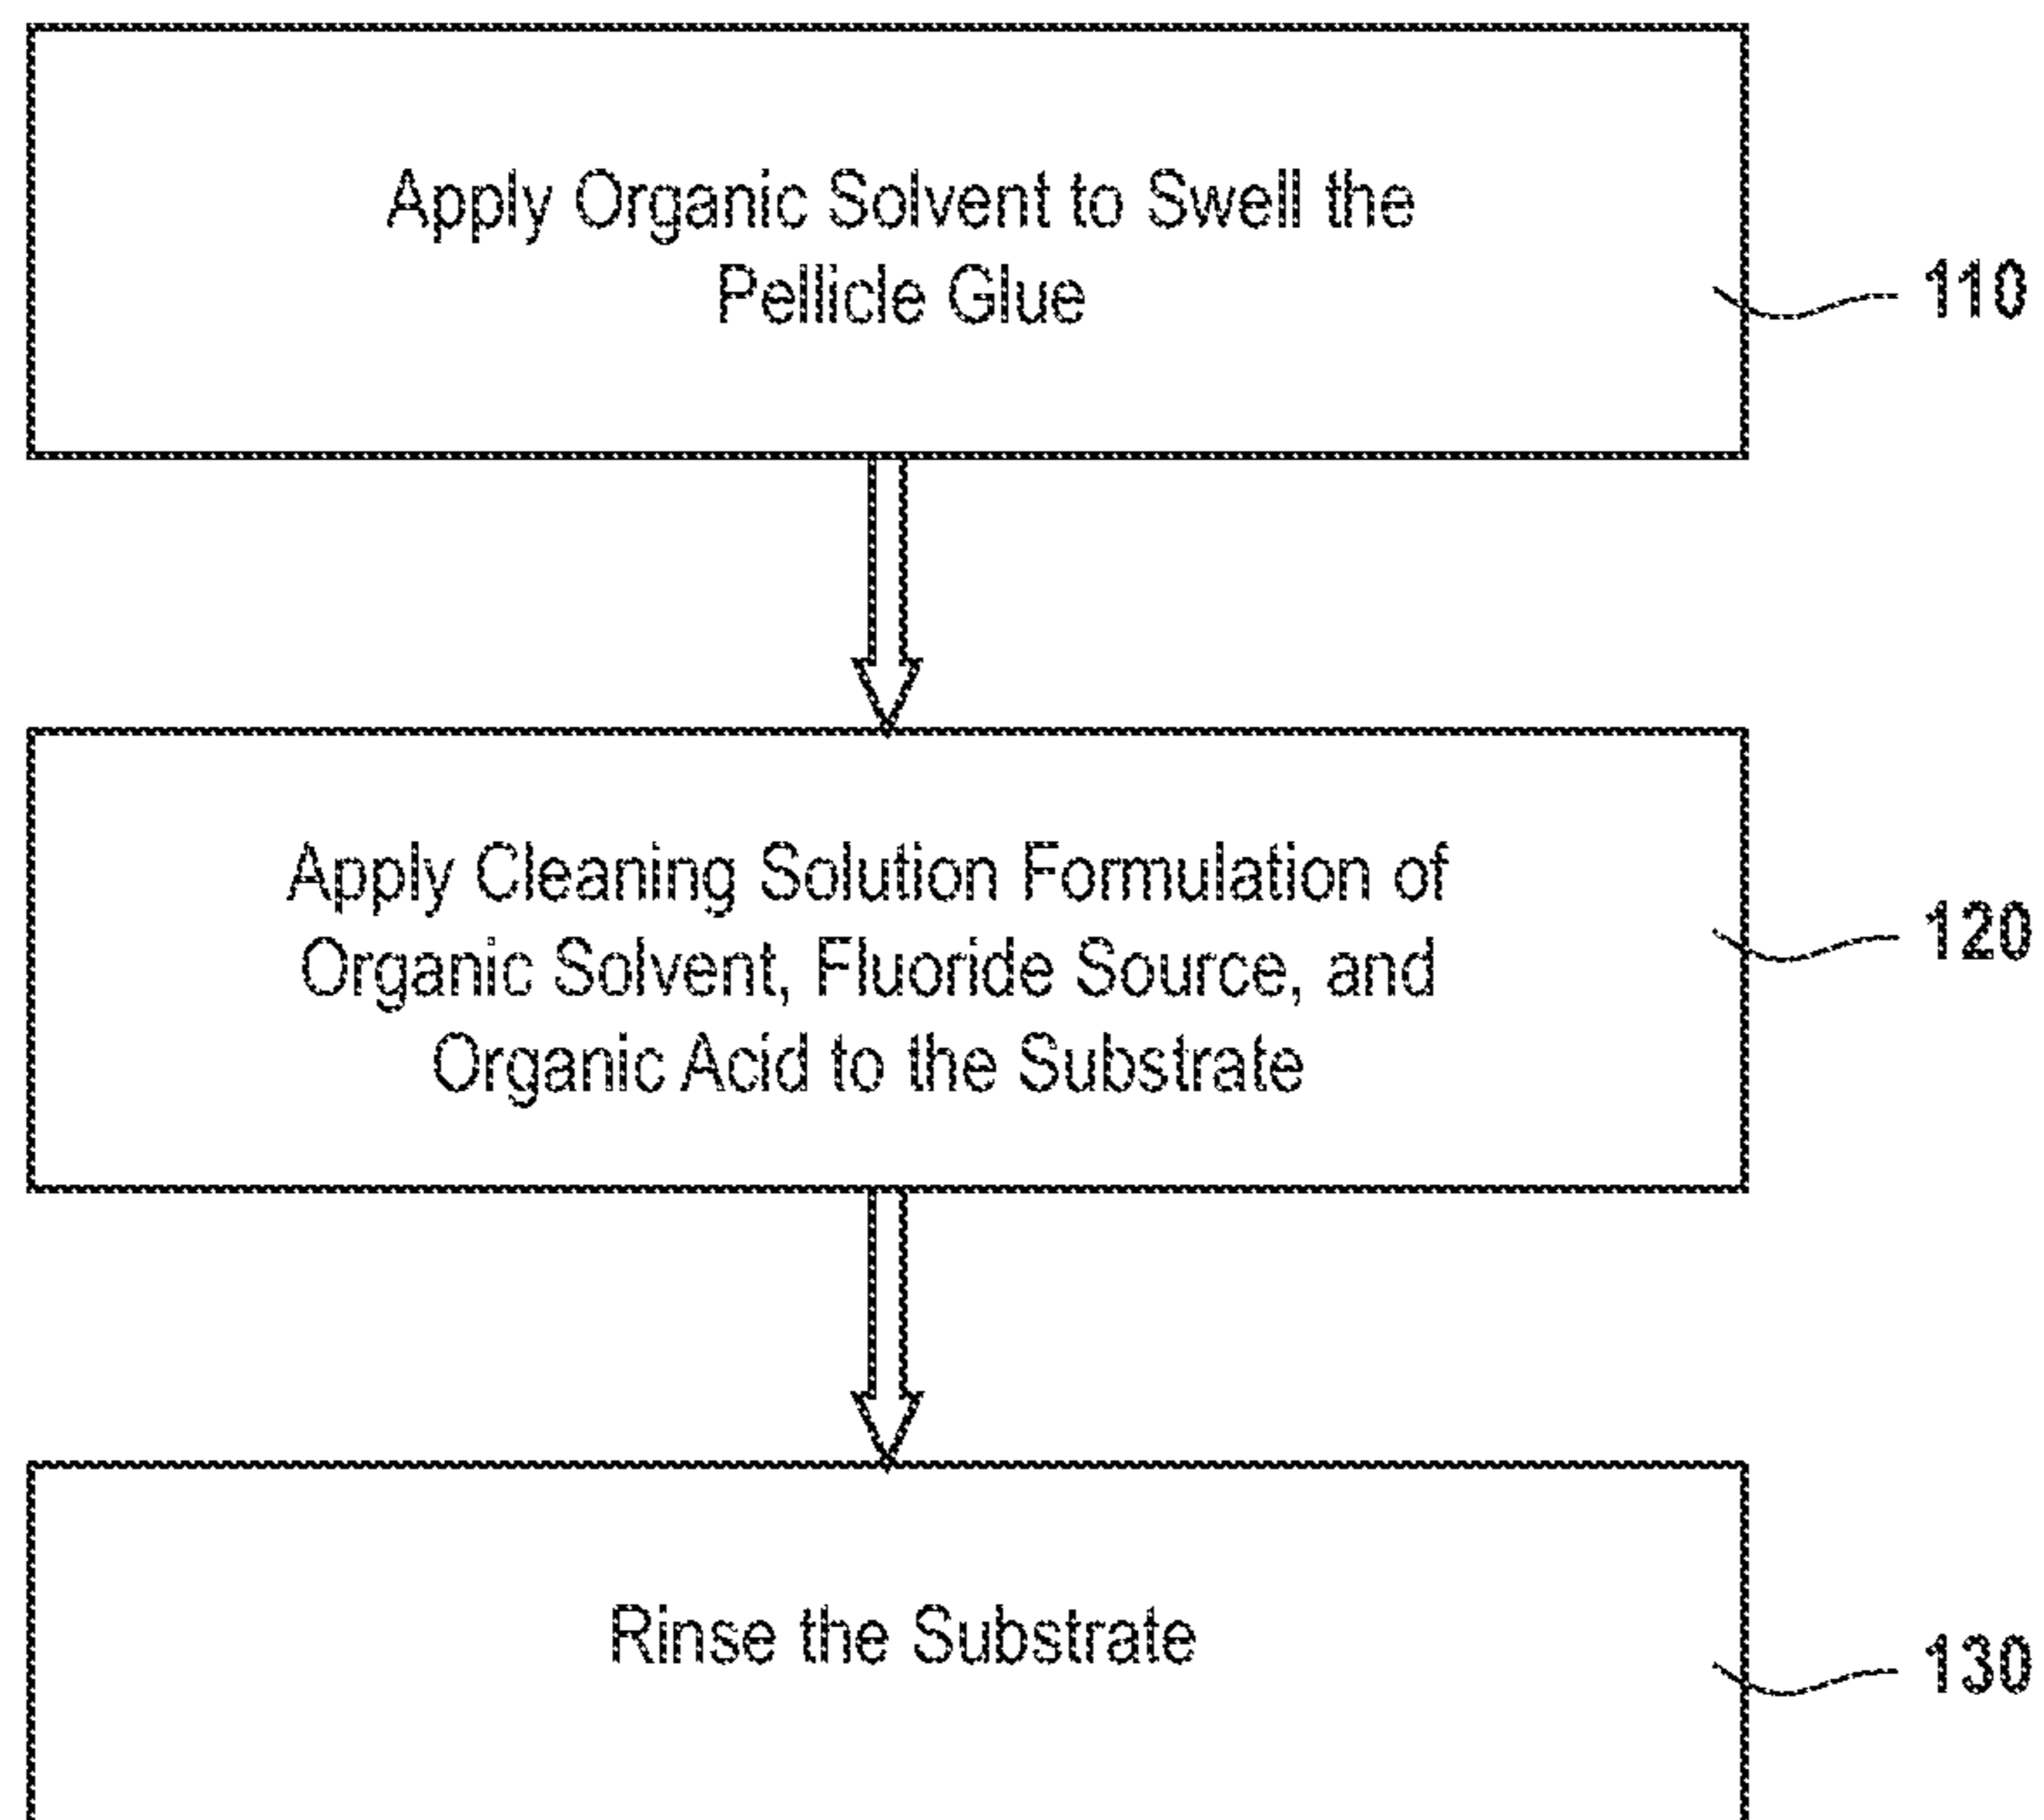 Apply Organic Solvent to Swell the
Pellicle Glue
110
Apply Cleaning Solution Formulation of
Organic Solvent, Fluoride Source, and
Organic Acid to the Substrate
120
Rinse the Substrate
130